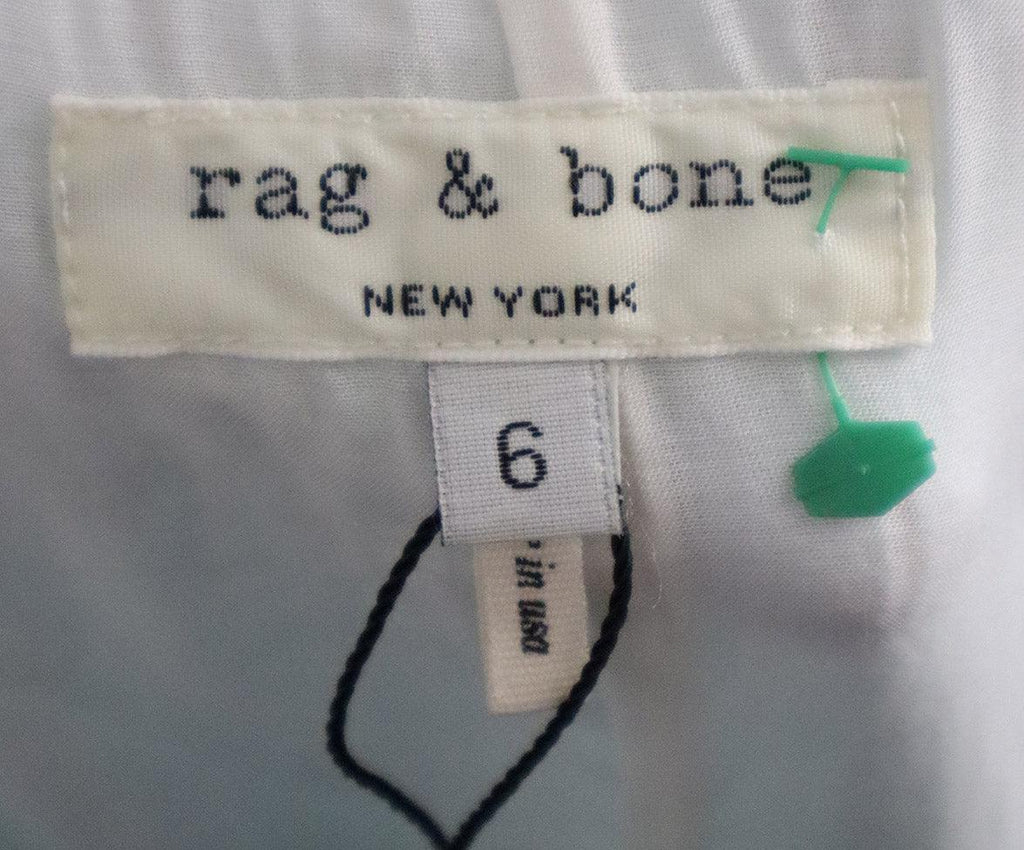 rag & bone
NEW YORK
6
in usa